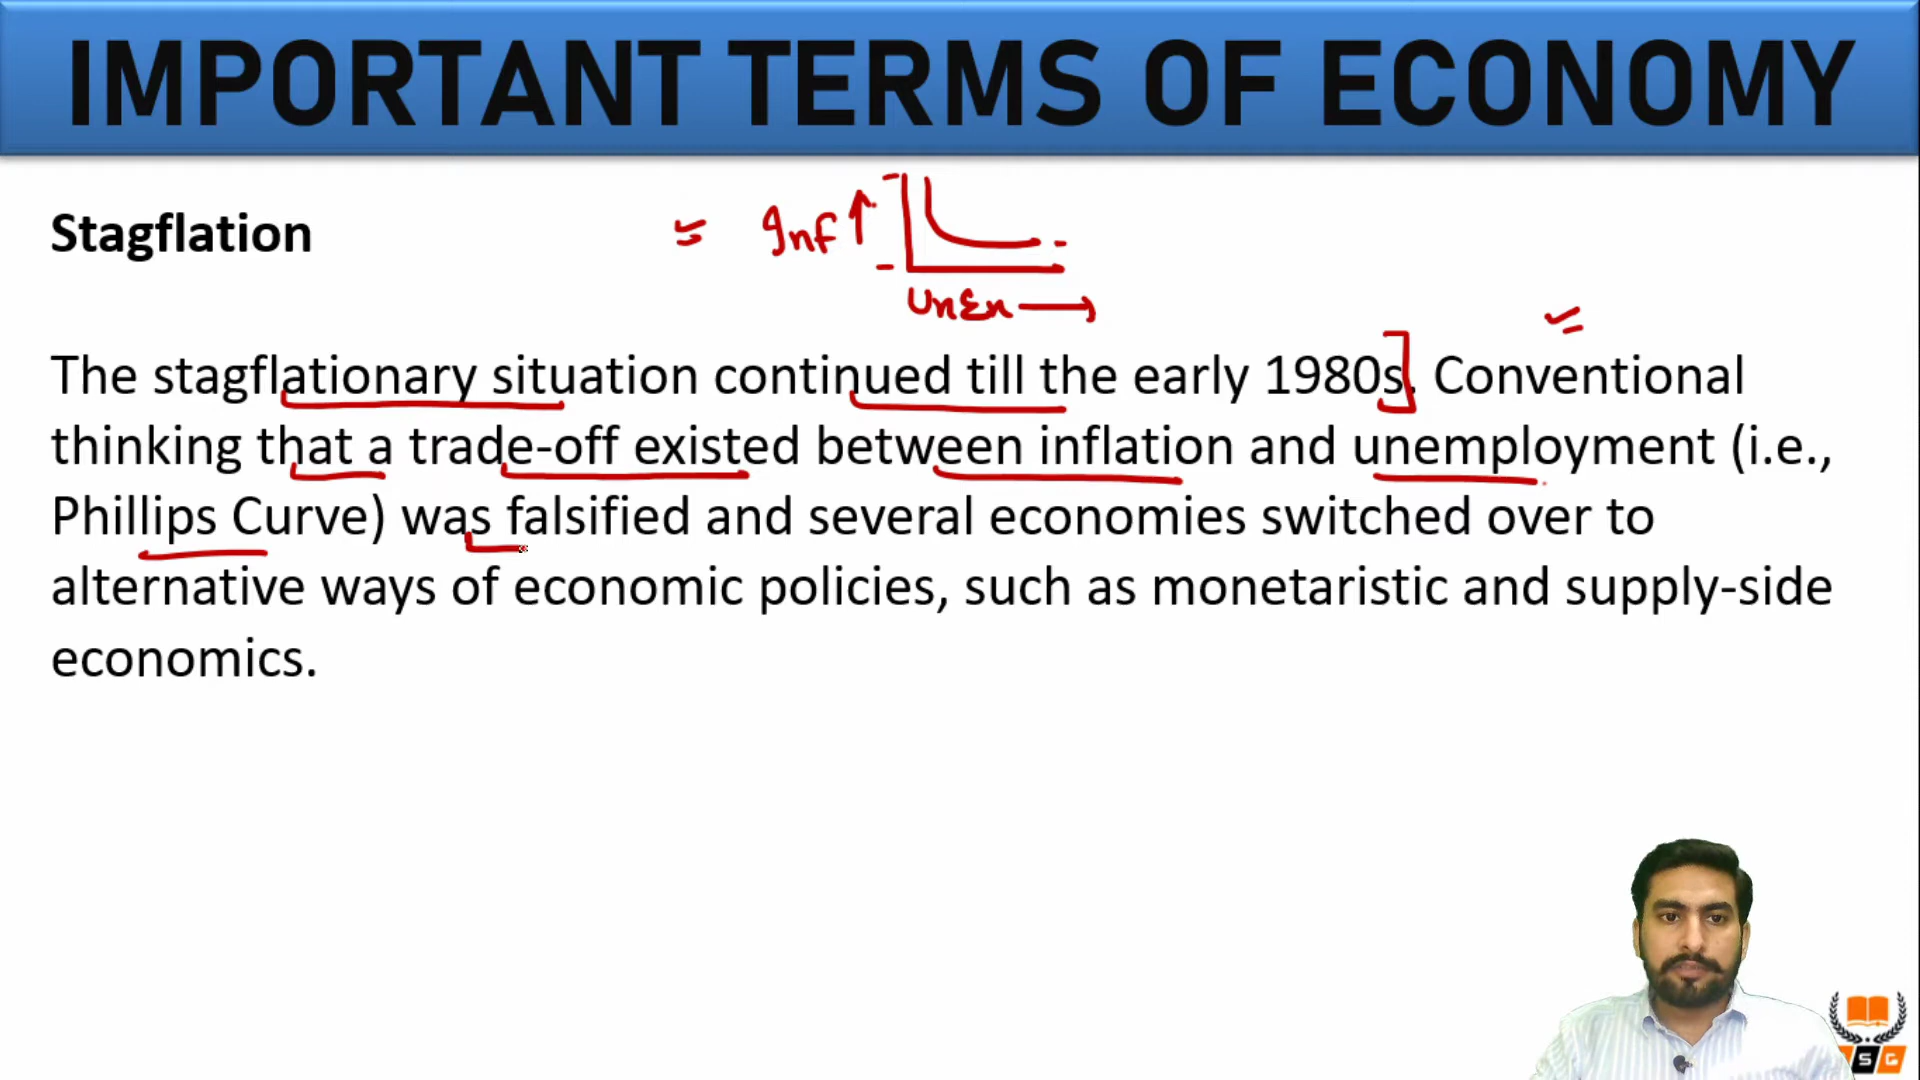 IMPORTANT TERMS OF ECONOMY
Stagflation
Inf
UnEm
The stagflationary situation continued till the early 1980s. Conventional
thinking that a trade-off existed between inflation and unemployment (i.e.,
Phillips Curve) was falsified and several economies switched over to
alternative ways of economic policies, such as monetaristic and supply-side
economics.
S G